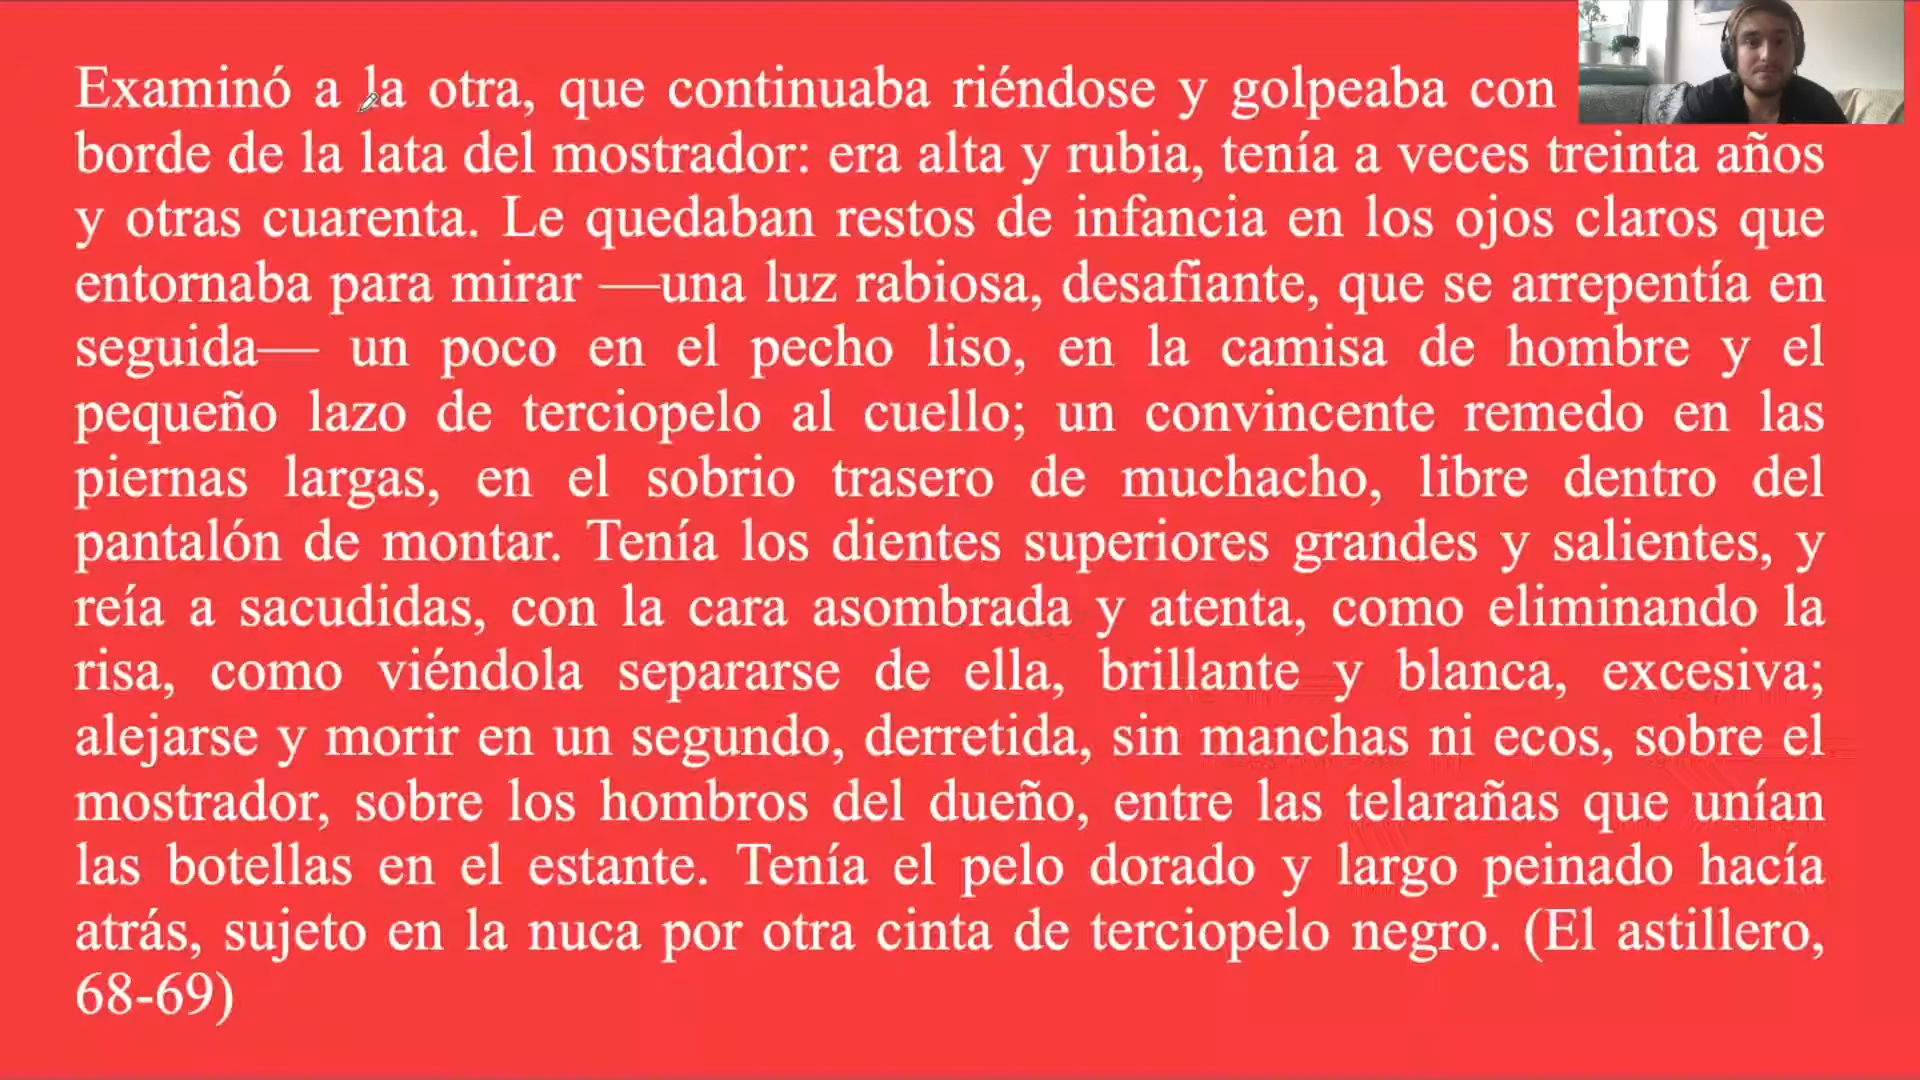 Examinó a la otra, que continuaba riéndose y golpeaba con
borde de la lata del mostrador: era alta y rubia, tenía a veces treinta años
y otras cuarenta. Le quedaban restos de infancia en los ojos claros que
entornaba para mirar —una luz rabiosa, desafiante, que se arrepentía en
seguida— un poco en el pecho liso, en la camisa de hombre y el
pequeño lazo de terciopelo al cuello; un convincente remedo en las
piernas largas, en el sobrio trasero de muchacho, libre dentro del
pantalón de montar. Tenía los dientes superiores grandes y salientes, y
reía a sacudidas, con la cara asombrada y atenta, como eliminando la
risa, como viéndola separarse de ella, brillante y blanca, excesiva;
alejarse y morir en un segundo, derretida, sin manchas ni ecos, sobre el
mostrador, sobre los hombros del dueño, entre las telarañas que unían
las botellas en el estante. Tenía el pelo dorado y largo peinado hacía
atrás, sujeto en la nuca por otra cinta de terciopelo negro. (El astillero,
68-69)